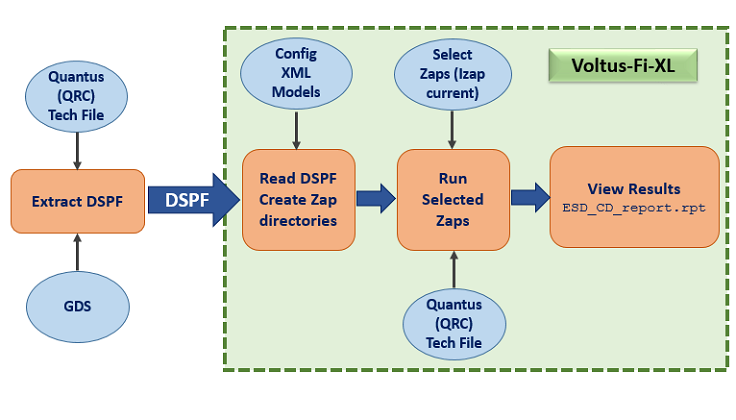 Quantus
(QRC)
Tech File
Extract DSPF
GDS
DSPF
Config
XML
Models
Read DSPF
Create Zap
directories
Select
Zaps (Izap
current)
Run
Selected
Zaps
Quantus
(QRC)
Tech File
Voltus-Fi-XL
View Results
ESD_CD_report.rpt